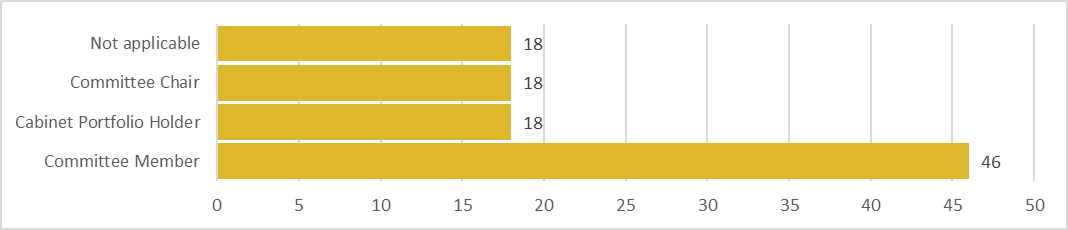 Not applicable 18
Committee Chair 18
Cabinet Portfolio Holder 18
Committee Member 46
0 5 10 15 20 25 30 35 40 45 50